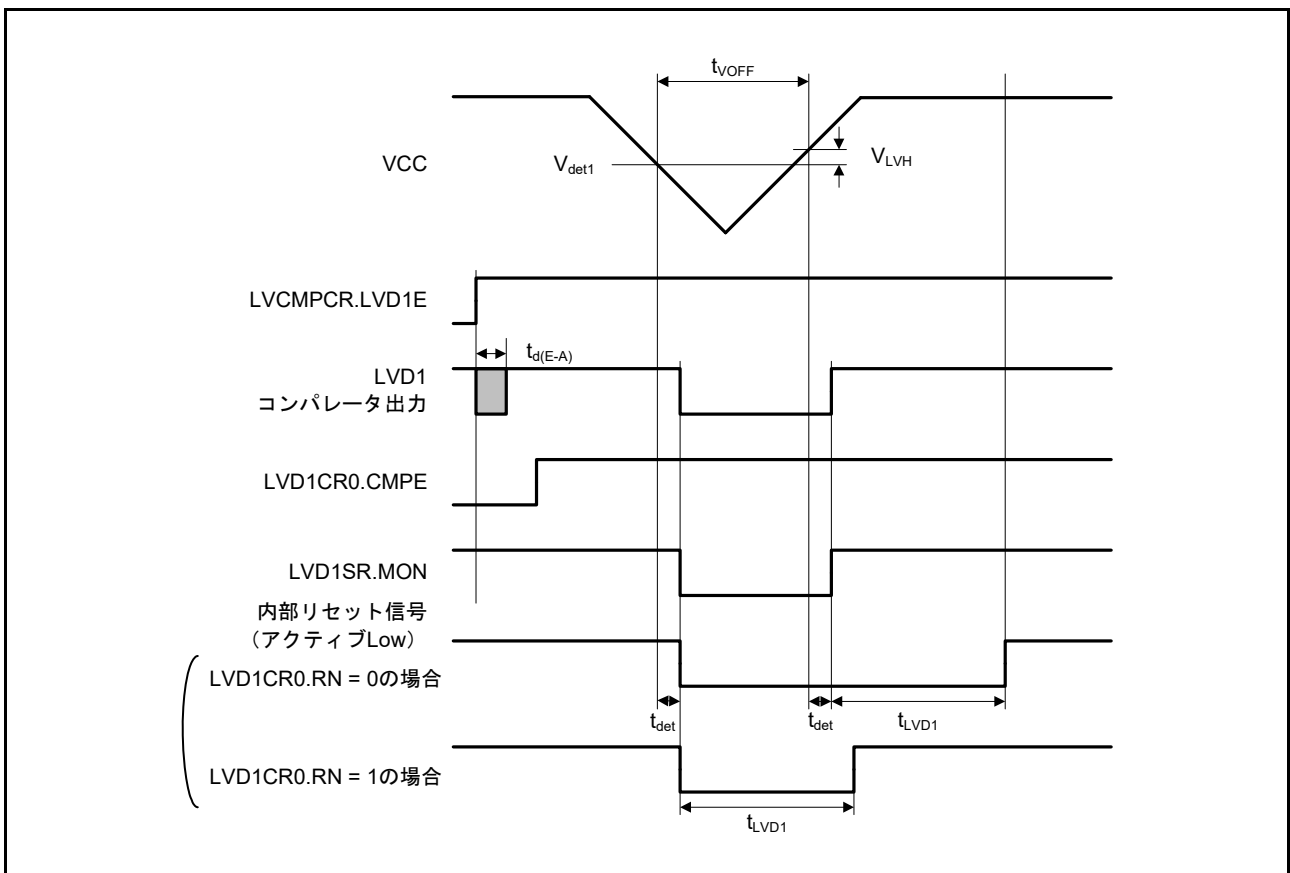 tVOFF
VCC
Vdet1
VLVH
LVCMPCR.LVD1E
td(E-A)
LVD1
コンパレータ出力
LVD1CR0.CMPE
LVD1SR.MON
内部リセット信号
（アクティブLow）
LVD1CR0.RN = 0の場合
tdet
tdet
tLVD1
LVD1CR0.RN = 1の場合
tLVD1